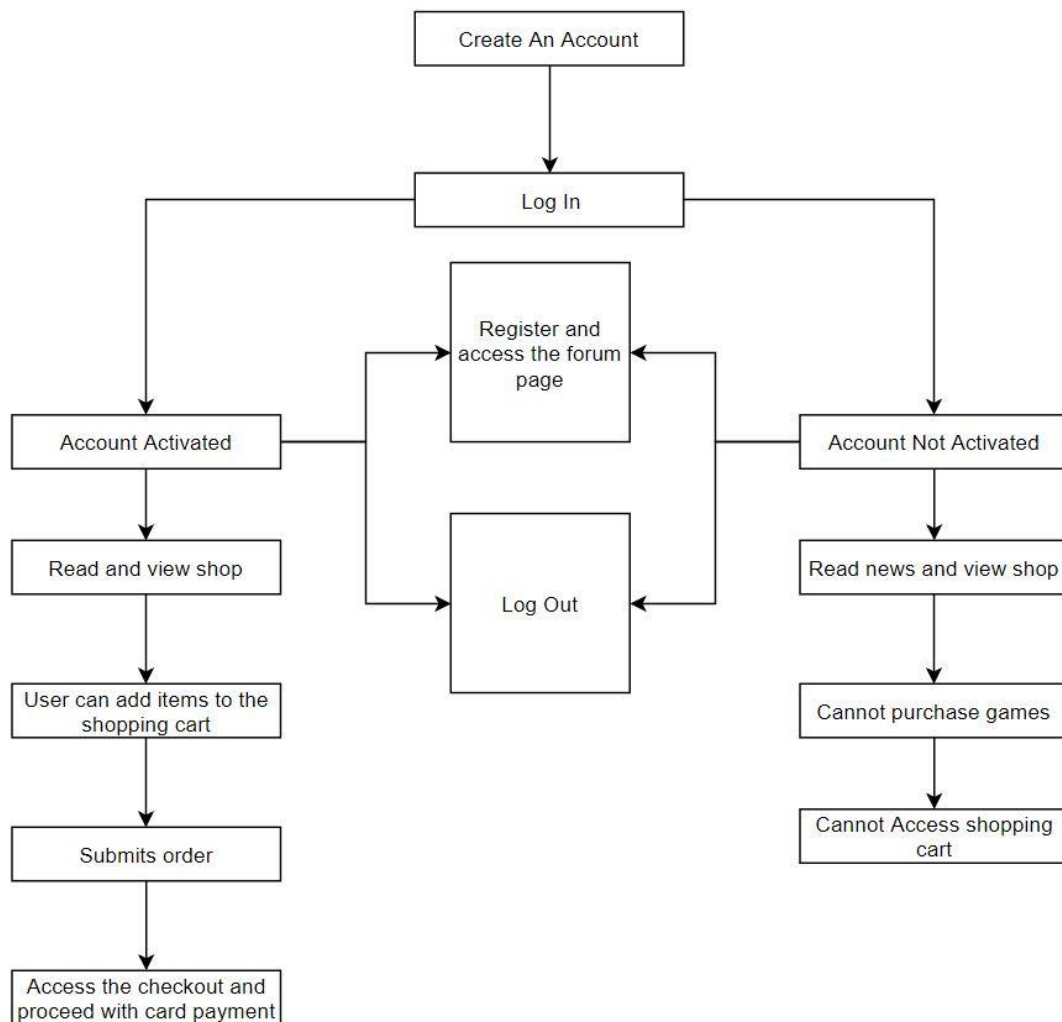 Create An Account
Log In
Register and
access the forum
page
Account Activated
Account Not Activated
Read and view shop
Log Out
Read news and view shop
User can add items to the
shopping cart
Cannot purchase games
Submits order
Cannot Access shopping
cart
Access the checkout and
proceed with card payment